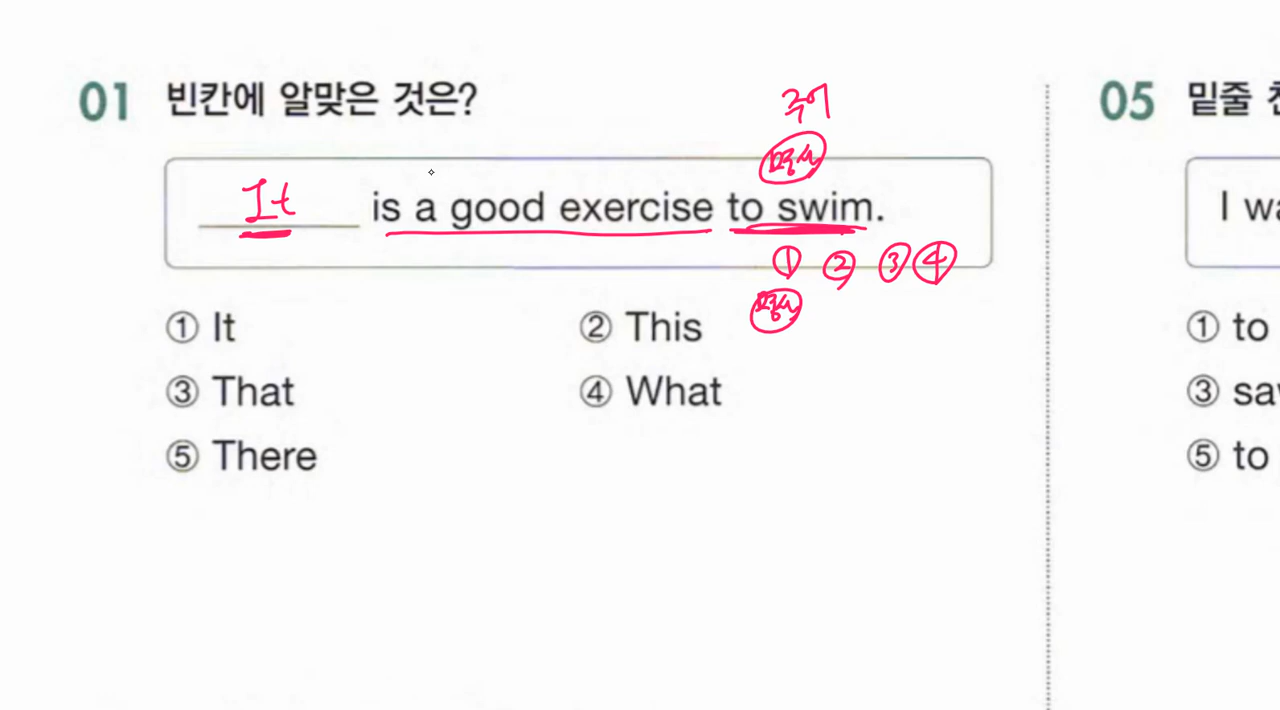 01 빈칸에 알맞은 것은?
주어
명사
It is a good exercise to swim.
① ② ③ ④
명사
① It
② This
③ That
④ What
⑤ There
05 밑줄
I wa
① to
③ sa
⑤ to